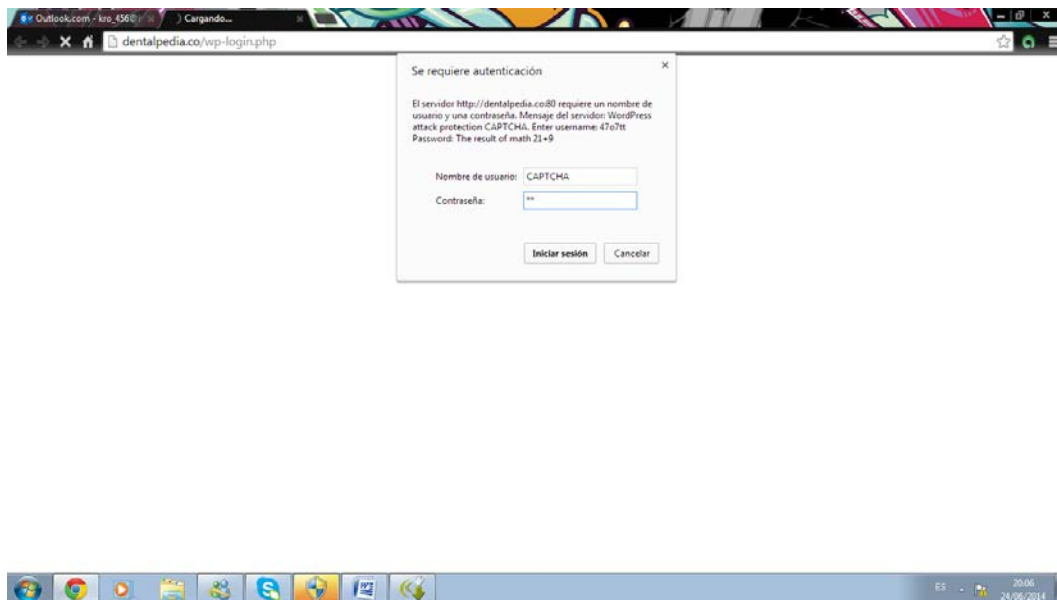 Outlook.com - kro_456@
Cargando...
dentalpedia.co/wp-login.php
Se requiere autenticación
El servidor http://dentalpedia.co:80 requiere un nombre de
usuario y una contraseña. Mensaje del servidor: WordPress
attack protection CAPTCHA. Enter username: 47o7tt
Password: The result of math 21+9
Nombre de usuario: CAPTCHA
Contraseña: **
Iniciar sesión Cancelar
ES
20:06
24/06/2014